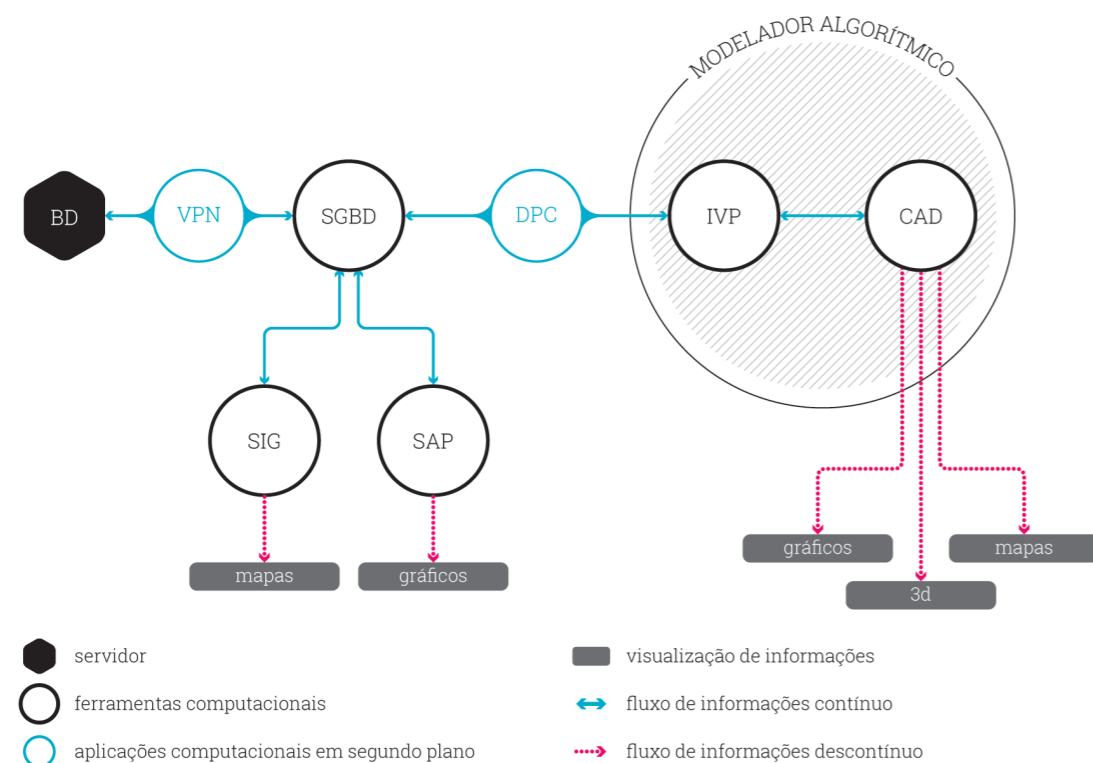 MODELADOR ALGORÍTMICO
BD
VPN
SGBD
DPC
IVP
CAD
SIG
SAP
mapas
gráficos
gráficos
mapas
3d
servidor
visualização de informações
ferramentas computacionais
fluxo de informações contínuo
aplicações computacionais em segundo plano
fluxo de informações descontínuo